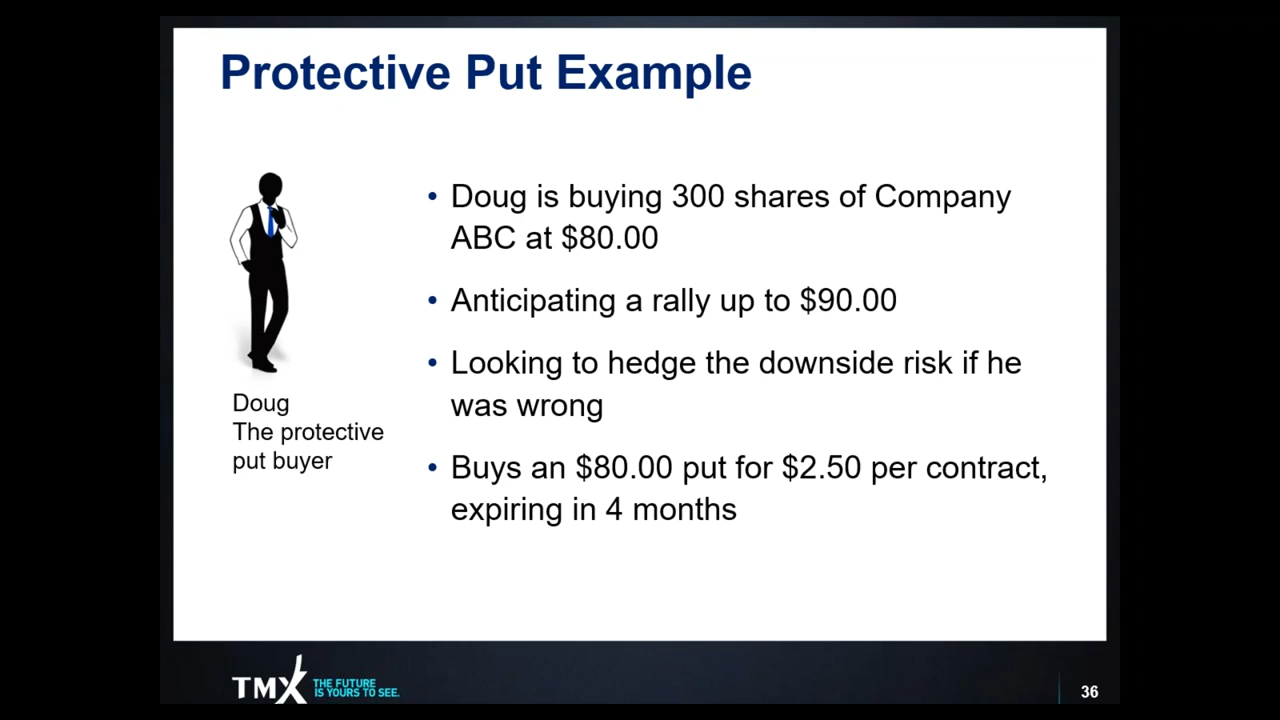 Protective Put Example
• Doug is buying 300 shares of Company
ABC at $80.00
• Anticipating a rally up to $90.00
• Looking to hedge the downside risk if he
was wrong
• Buys an $80.00 put for $2.50 per contract,
expiring in 4 months
Doug
The protective
put buyer
TMX THE FUTURE
IS YOURS TO SEE.
36